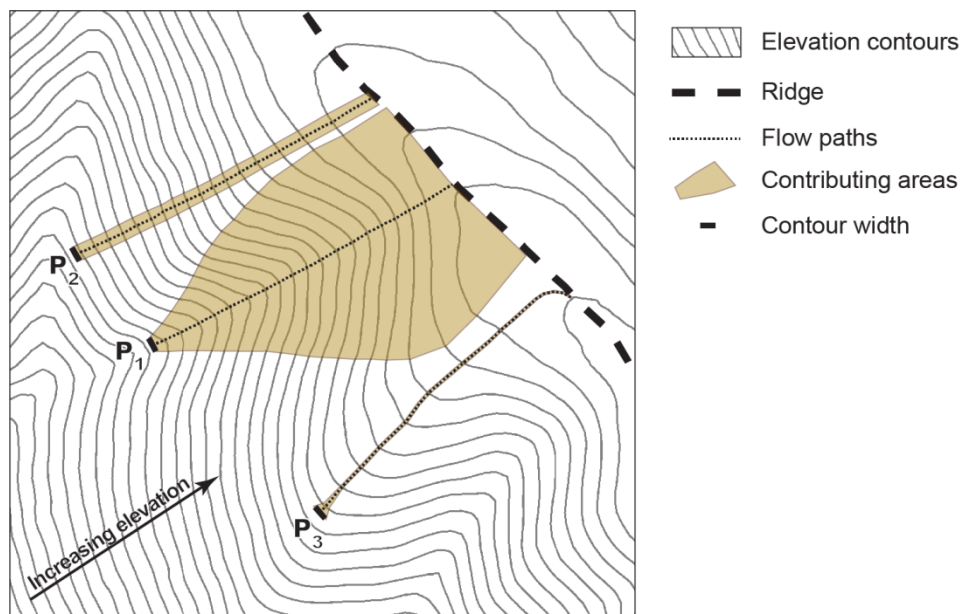 Elevation contours
Ridge
Flow paths
Contributing areas
Contour width
P2
P1
P3
Increasing elevation